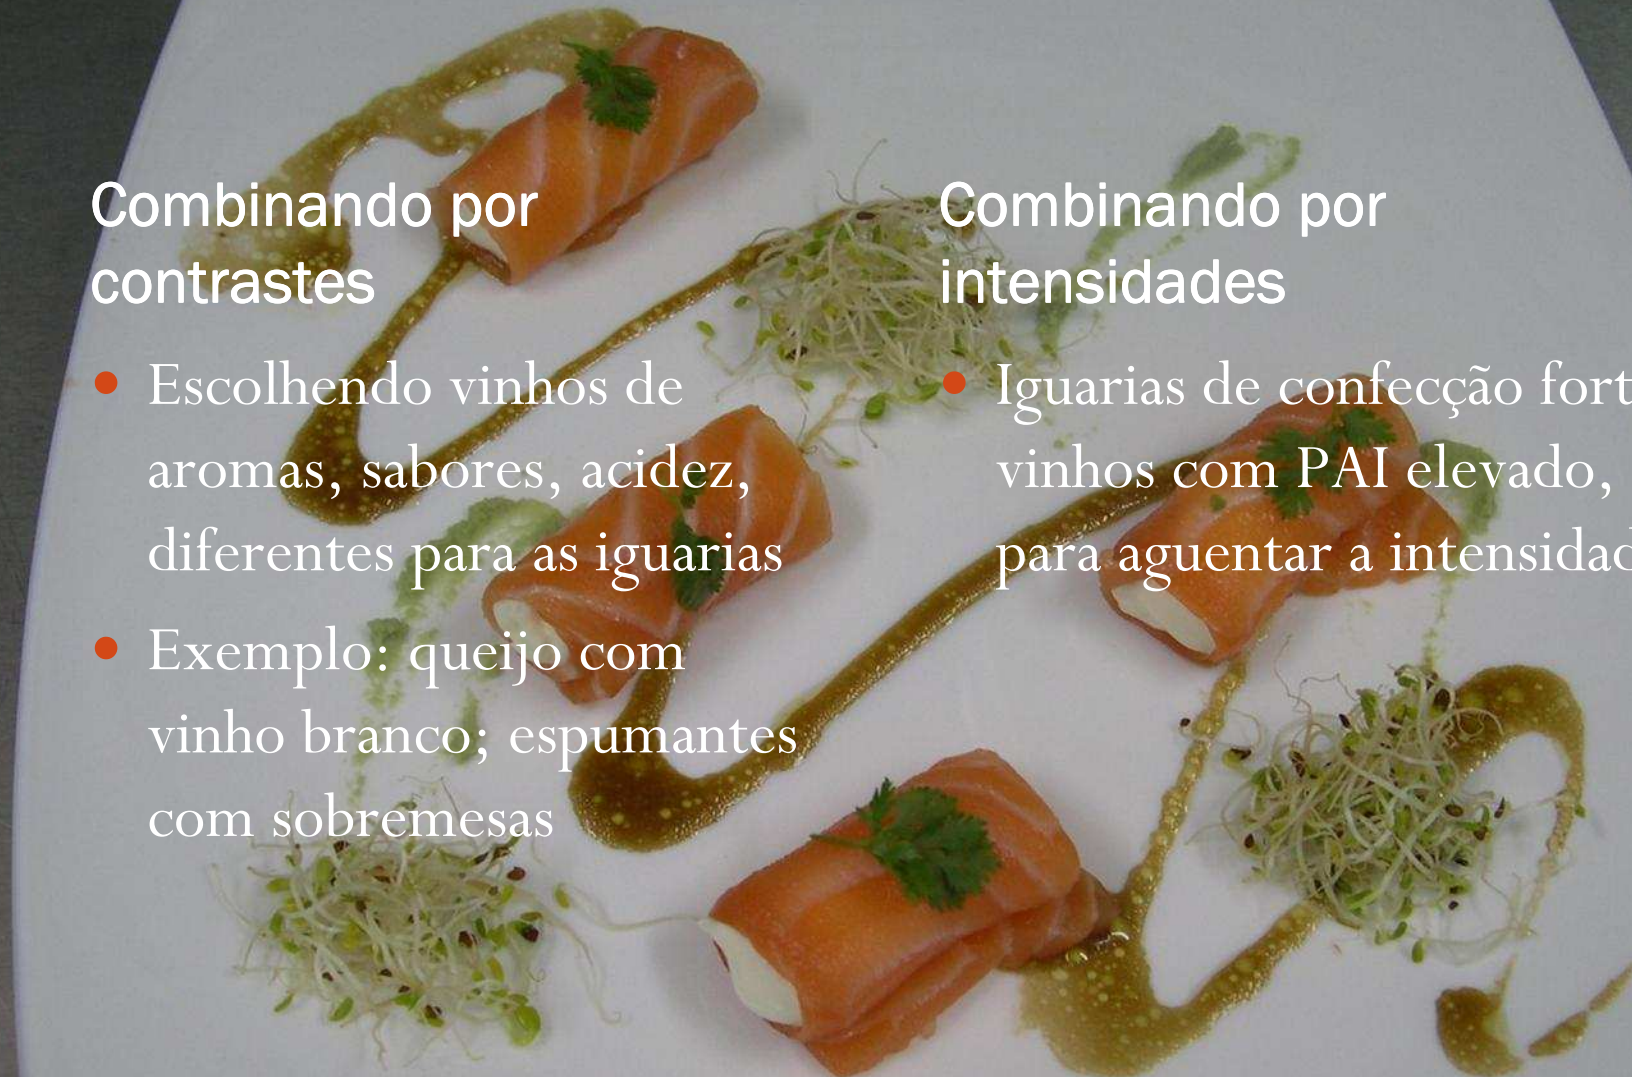 Combinando por
contrastes
• Escolhendo vinhos de
aromas, sabores, acidez,
diferentes para as iguarias
• Exemplo: queijo com
vinho branco; espumantes
com sobremesas
Combinando por
intensidades
• Iguarias de confecção
vinhos com PAI elevado,
para aguentar a